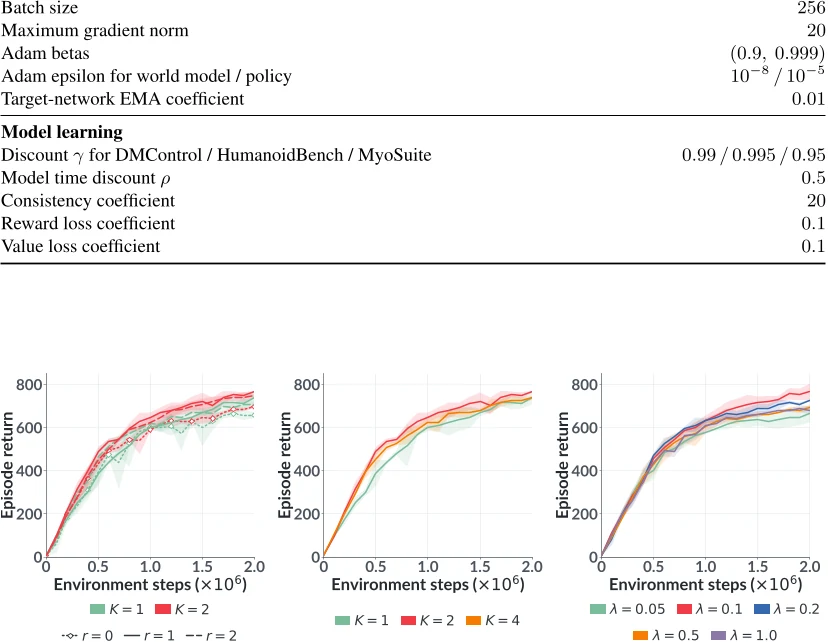 Batch size 256
Maximum gradient norm 20
Adam betas (0.9, 0.999)
Adam epsilon for world model / policy 10⁻⁸ / 10⁻⁵
Target-network EMA coefficient 0.01
Model learning
Discount γ for DMControl / HumanoidBench / MyoSuite 0.99 / 0.995 / 0.95
Model time discount ρ 0.5
Consistency coefficient 20
Reward loss coefficient 0.1
Value loss coefficient 0.1
Episode return
800
600
400
200
0
0 0.5 1.0 1.5 2.0
Environment steps (×10⁶)
K = 1 K = 2
r = 0 r = 1 r = 2
Episode return
800
600
400
200
0
0 0.5 1.0 1.5 2.0
Environment steps (×10⁶)
K = 1 K = 2 K = 4
Episode return
800
600
400
200
0
0 0.5 1.0 1.5 2.0
Environment steps (×10⁶)
λ = 0.05 λ = 0.1 λ = 0.2
λ = 0.5 λ = 1.0